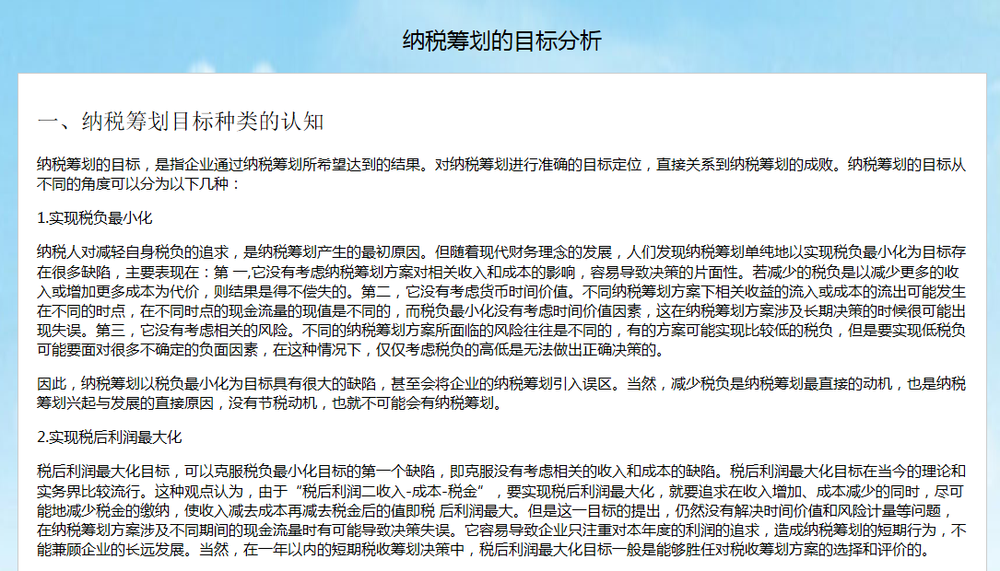 纳税筹划的目标分析
一、纳税筹划目标种类的认知
纳税筹划的目标，是指企业通过纳税筹划所希望达到的结果。对纳税筹划进行准确的目标定位，直接关系到纳税筹划的成败。纳税筹划的目标从
不同的角度可以分为以下几种：
1.实现税负最小化
纳税人对减轻自身税负的追求，是纳税筹划产生的最初原因。但随着现代财务理念的发展，人们发现纳税筹划单纯地以实现税负最小化为目标存
在很多缺陷，主要表现在：第 一,它没有考虑纳税筹划方案对相关收入和成本的影响，容易导致决策的片面性。若减少的税负是以减少更多的收
入或增加更多成本为代价，则结果是得不偿失的。第二，它没有考虑货币时间价值。不同纳税筹划方案下相关收益的流入或成本的流出可能发生
在不同的时点，在不同时点的现金流量的现值是不同的，而税负最小化没有考虑时间价值因素，这在纳税筹划方案涉及长期决策的时候很可能出
现失误。第三，它没有考虑相关的风险。不同的纳税筹划方案所面临的风险往往是不同的，有的方案可能实现比较低的税负，但是要实现低税负
可能要面对很多不确定的负面因素，在这种情况下，仅仅考虑税负的高低是无法做出正确决策的。
因此，纳税筹划以税负最小化为目标具有很大的缺陷，甚至会将企业的纳税筹划引入误区。当然，减少税负是纳税筹划最直接的动机，也是纳税
筹划兴起与发展的直接原因，没有节税动机，也就不可能会有纳税筹划。
2.实现税后利润最大化
税后利润最大化目标，可以克服税负最小化目标的第一个缺陷，即克服没有考虑相关的收入和成本的缺陷。税后利润最大化目标在当今的理论和
实务界比较流行。这种观点认为，由于“税后利润二收入-成本-税金”，要实现税后利润最大化，就要追求在收入增加、成本减少的同时，尽可
能地减少税金的缴纳，使收入减去成本再减去税金后的值即税 后利润最大。但是这一目标的提出，仍然没有解决时间价值和风险计量等问题，
在纳税筹划方案涉及不同期间的现金流量时有可能导致决策失误。它容易导致企业只注重对本年度的利润的追求，造成纳税筹划的短期行为，不
能兼顾企业的长远发展。当然，在一年以内的短期税收筹划决策中，税后利润最大化目标一般是能够胜任对税收筹划方案的选择和评价的。